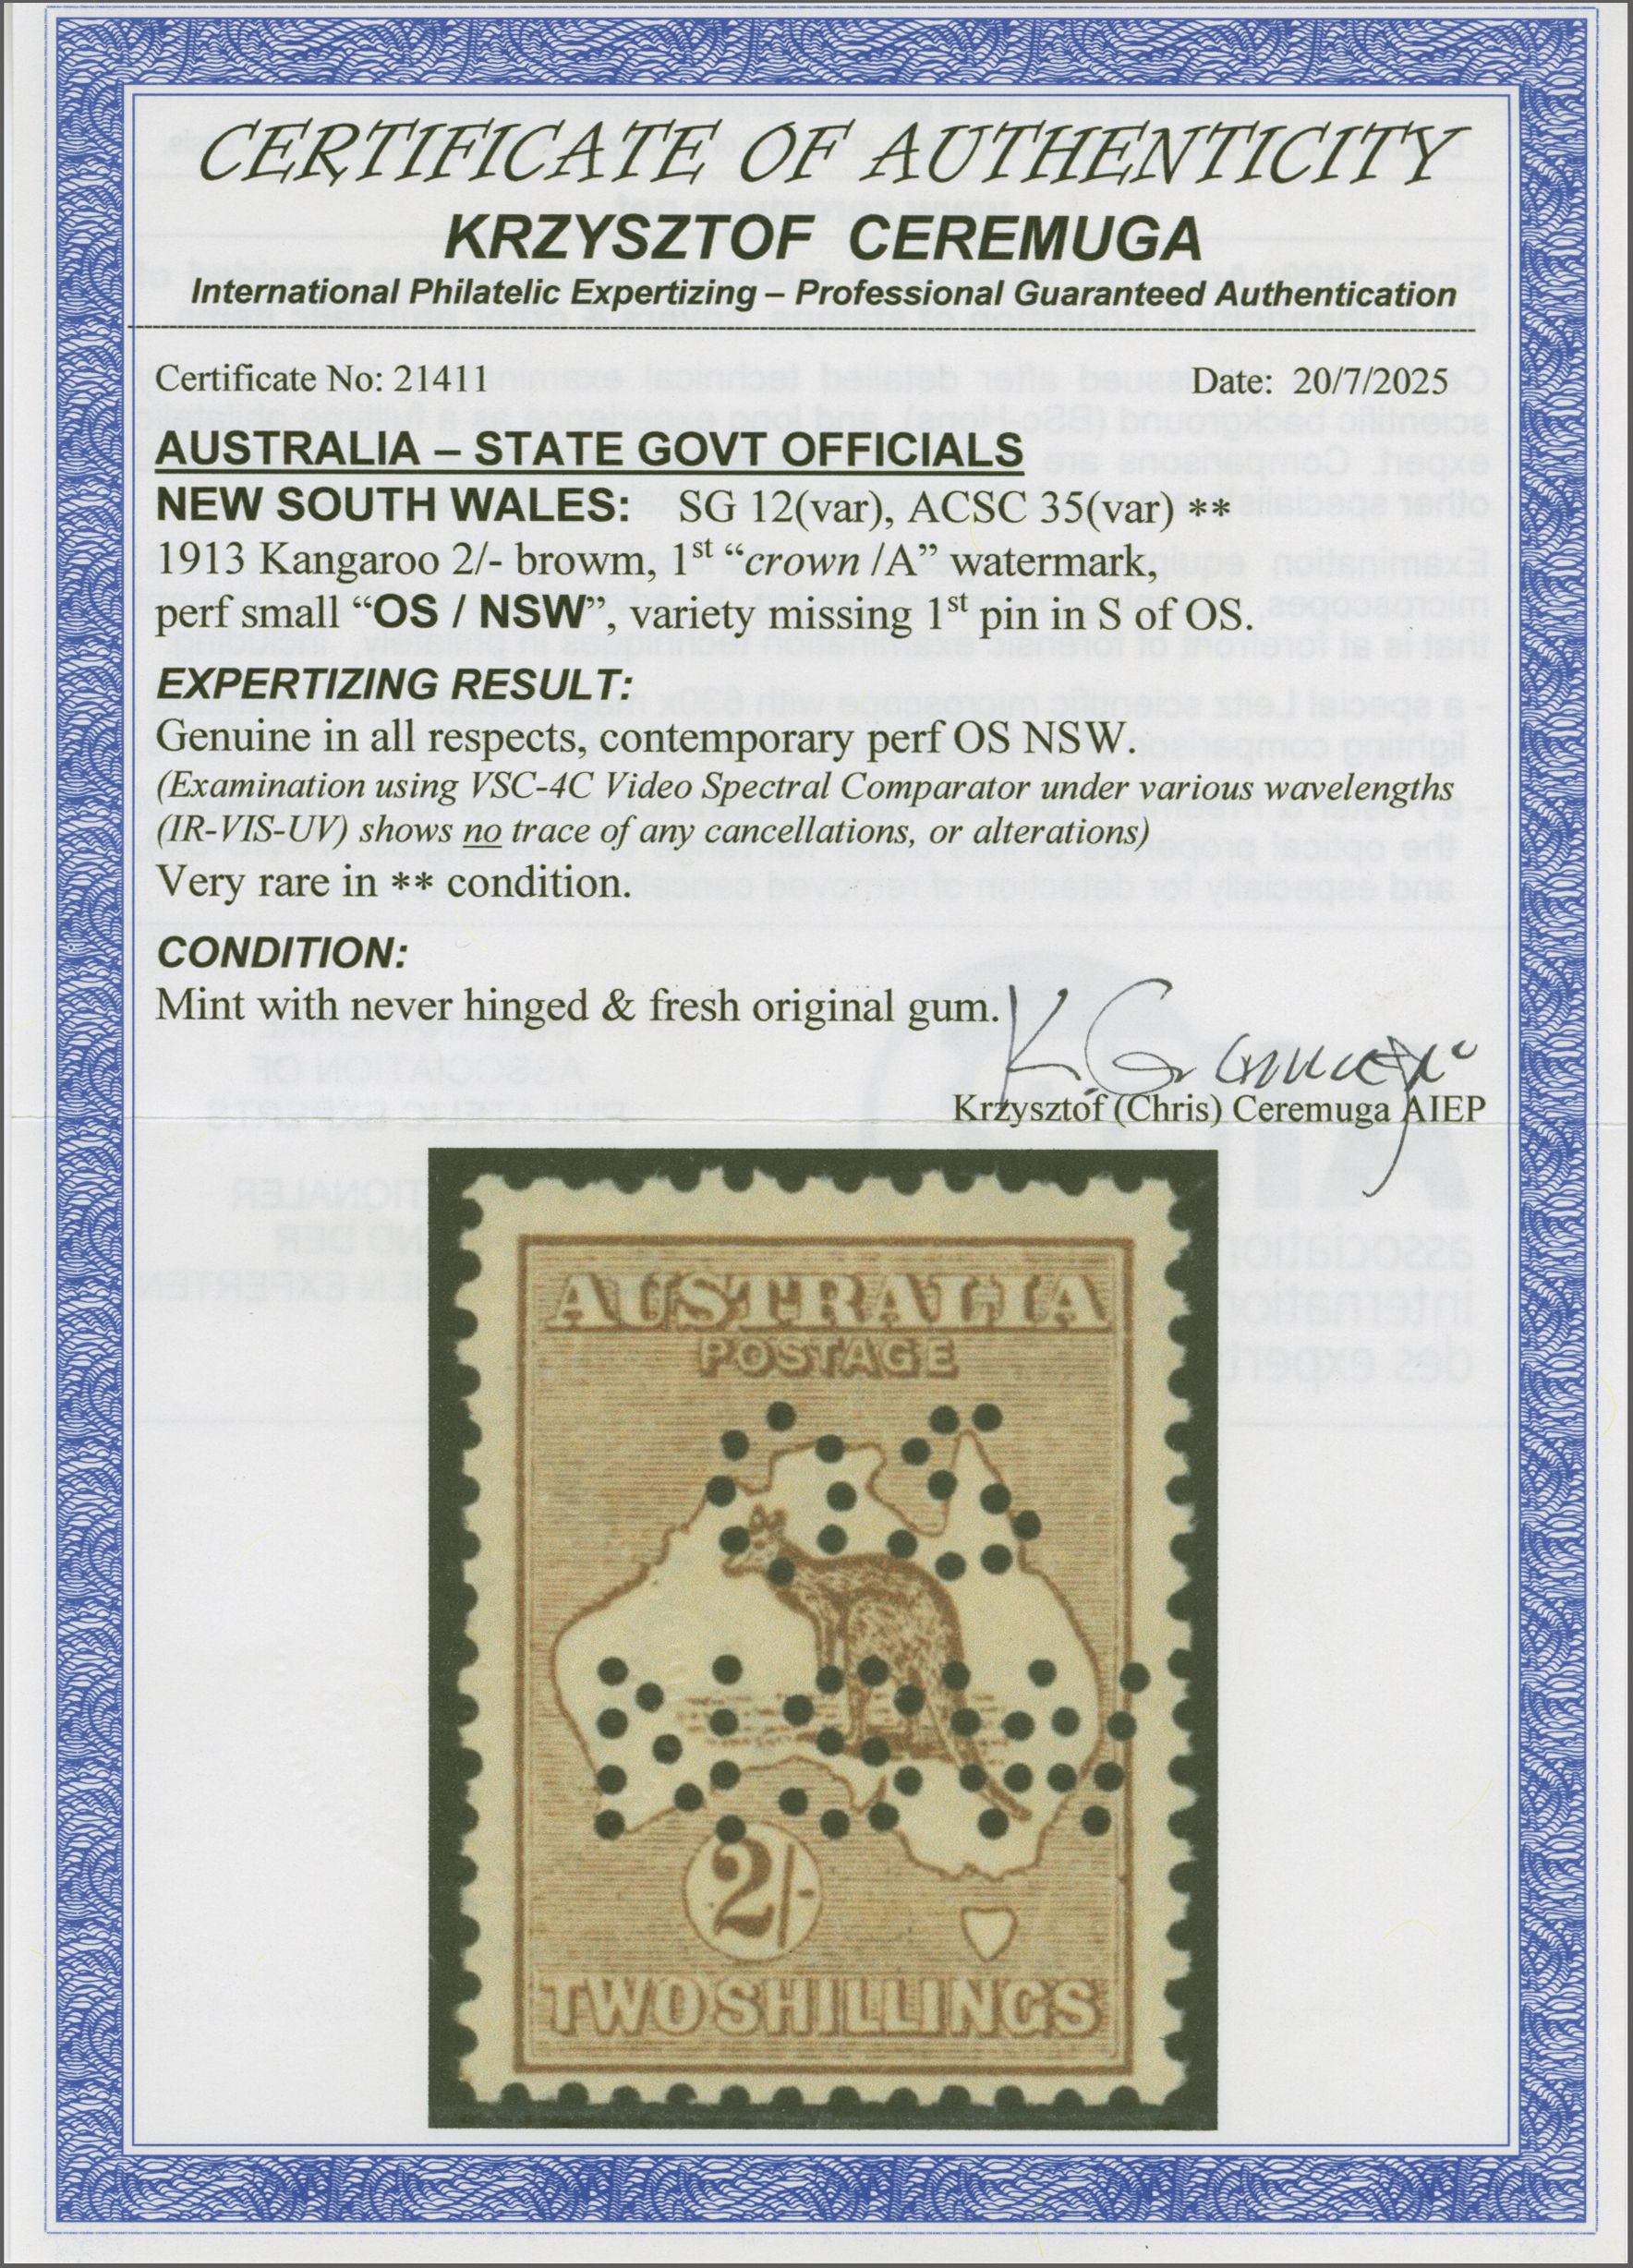 CERTIFICATE OF AUTHENTICITY
KRZYSZTOF CEREMUGA
International Philatelic Expertizing – Professional Guaranteed Authentication
Certificate No: 21411 Date: 20/7/2025
AUSTRALIA – STATE GOVT OFFICIALS
NEW SOUTH WALES: SG 12(var), ACSC 35(var) **
1913 Kangaroo 2/- browm, 1st “crown /A” watermark,
perf small “OS / NSW”, variety missing 1st pin in S of OS.
EXPERTIZING RESULT:
Genuine in all respects, contemporary perf OS NSW.
(Examination using VSC-4C Video Spectral Comparator under various wavelengths
(IR-VIS-UV) shows no trace of any cancellations, or alterations)
Very rare in ** condition.
CONDITION:
Mint with never hinged & fresh original gum.
Krzysztof (Chris) Ceremuga AIEP
AUSTRALIA
POSTAGE
OS
NSW
2/-
TWO SHILLINGS